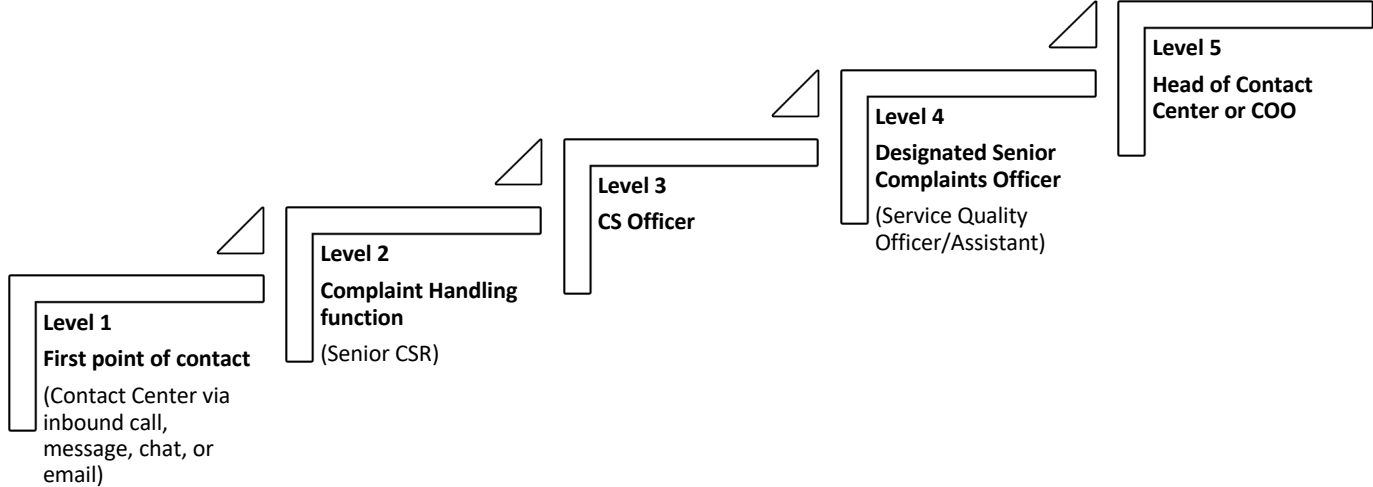 Level 1
First point of contact
(Contact Center via
inbound call,
message, chat, or
email)
Level 2
Complaint Handling
function
(Senior CSR)
Level 3
CS Officer
Level 4
Designated Senior
Complaints Officer
(Service Quality
Officer/Assistant)
Level 5
Head of Contact
Center or COO